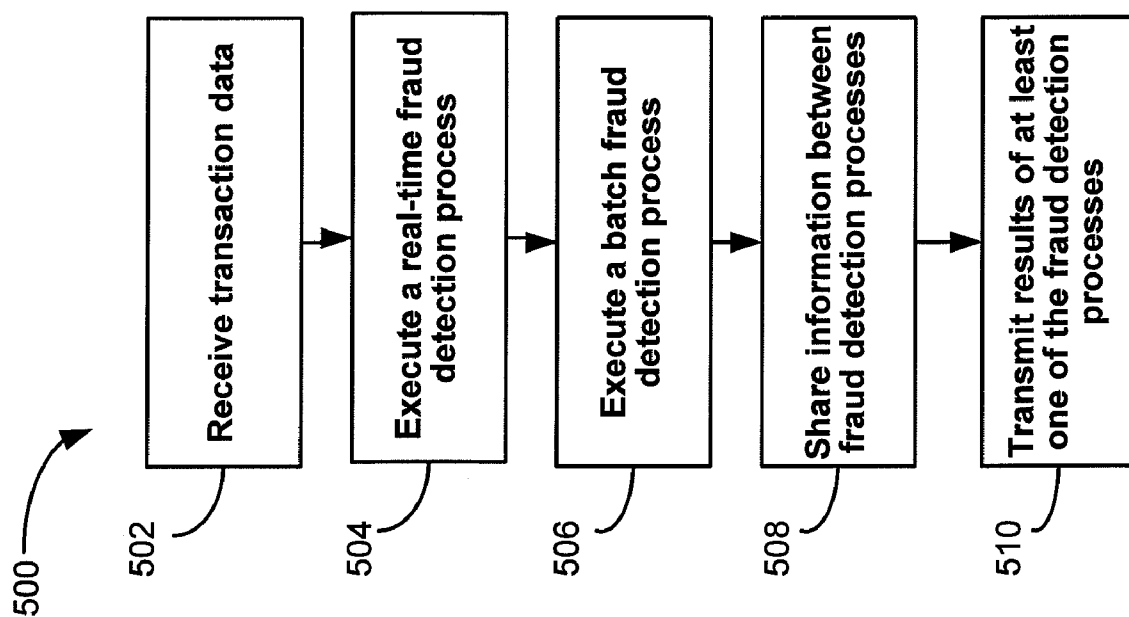 500
502
Receive transaction data
504
Execute a real-time fraud
detection process
506
Execute a batch fraud
detection process
508
Share information between
fraud detection processes
510
Transmit results of at least
one of the fraud detection
processes